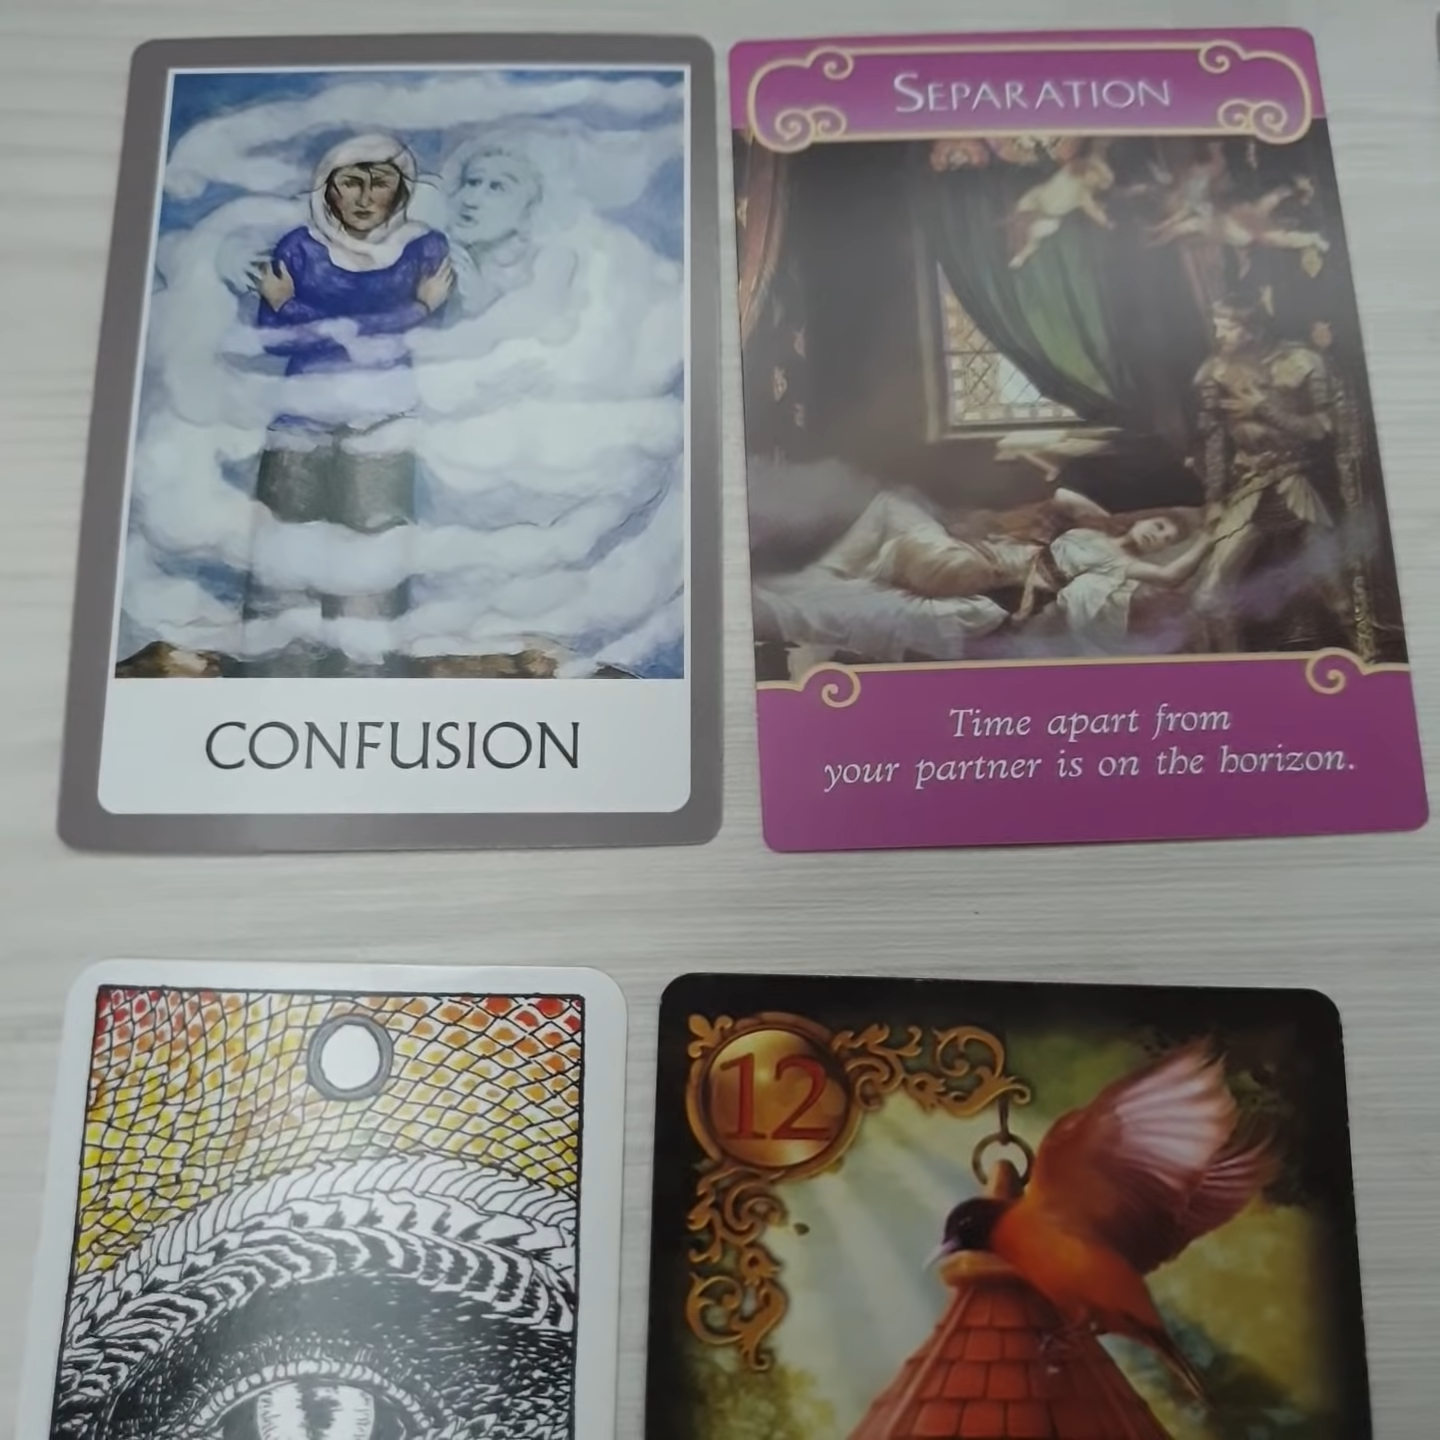 CONFUSION
SEPARATION
Time apart from
your partner is on the horizon.
12